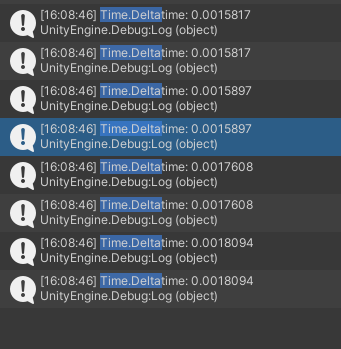 [16:08:46] Time.Deltatime: 0.0015817
UnityEngine.Debug:Log (object)
[16:08:46] Time.Deltatime: 0.0015817
UnityEngine.Debug:Log (object)
[16:08:46] Time.Deltatime: 0.0015897
UnityEngine.Debug:Log (object)
[16:08:46] Time.Deltatime: 0.0015897
UnityEngine.Debug:Log (object)
[16:08:46] Time.Deltatime: 0.0017608
UnityEngine.Debug:Log (object)
[16:08:46] Time.Deltatime: 0.0017608
UnityEngine.Debug:Log (object)
[16:08:46] Time.Deltatime: 0.0018094
UnityEngine.Debug:Log (object)
[16:08:46] Time.Deltatime: 0.0018094
UnityEngine.Debug:Log (object)